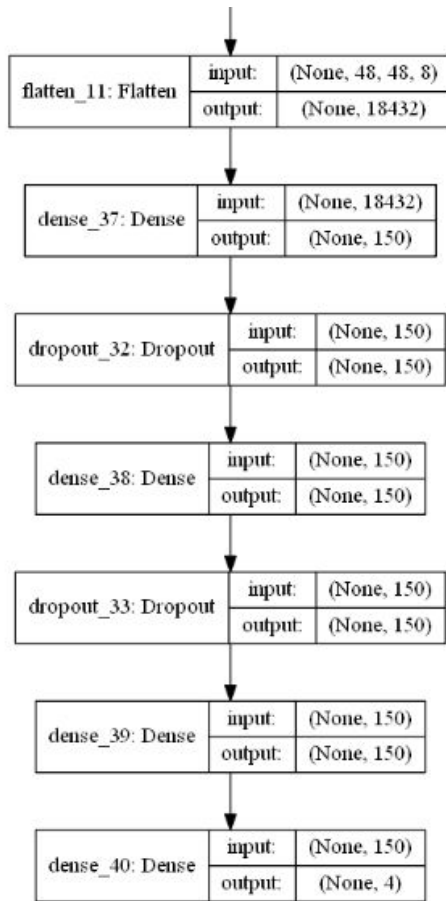 flatten_11: Flatten input: (None, 48, 48, 8)
output: (None, 18432)
dense_37: Dense input: (None, 18432)
output: (None, 150)
dropout_32: Dropout input: (None, 150)
output: (None, 150)
dense_38: Dense input: (None, 150)
output: (None, 150)
dropout_33: Dropout input: (None, 150)
output: (None, 150)
dense_39: Dense input: (None, 150)
output: (None, 150)
dense_40: Dense input: (None, 150)
output: (None, 4)